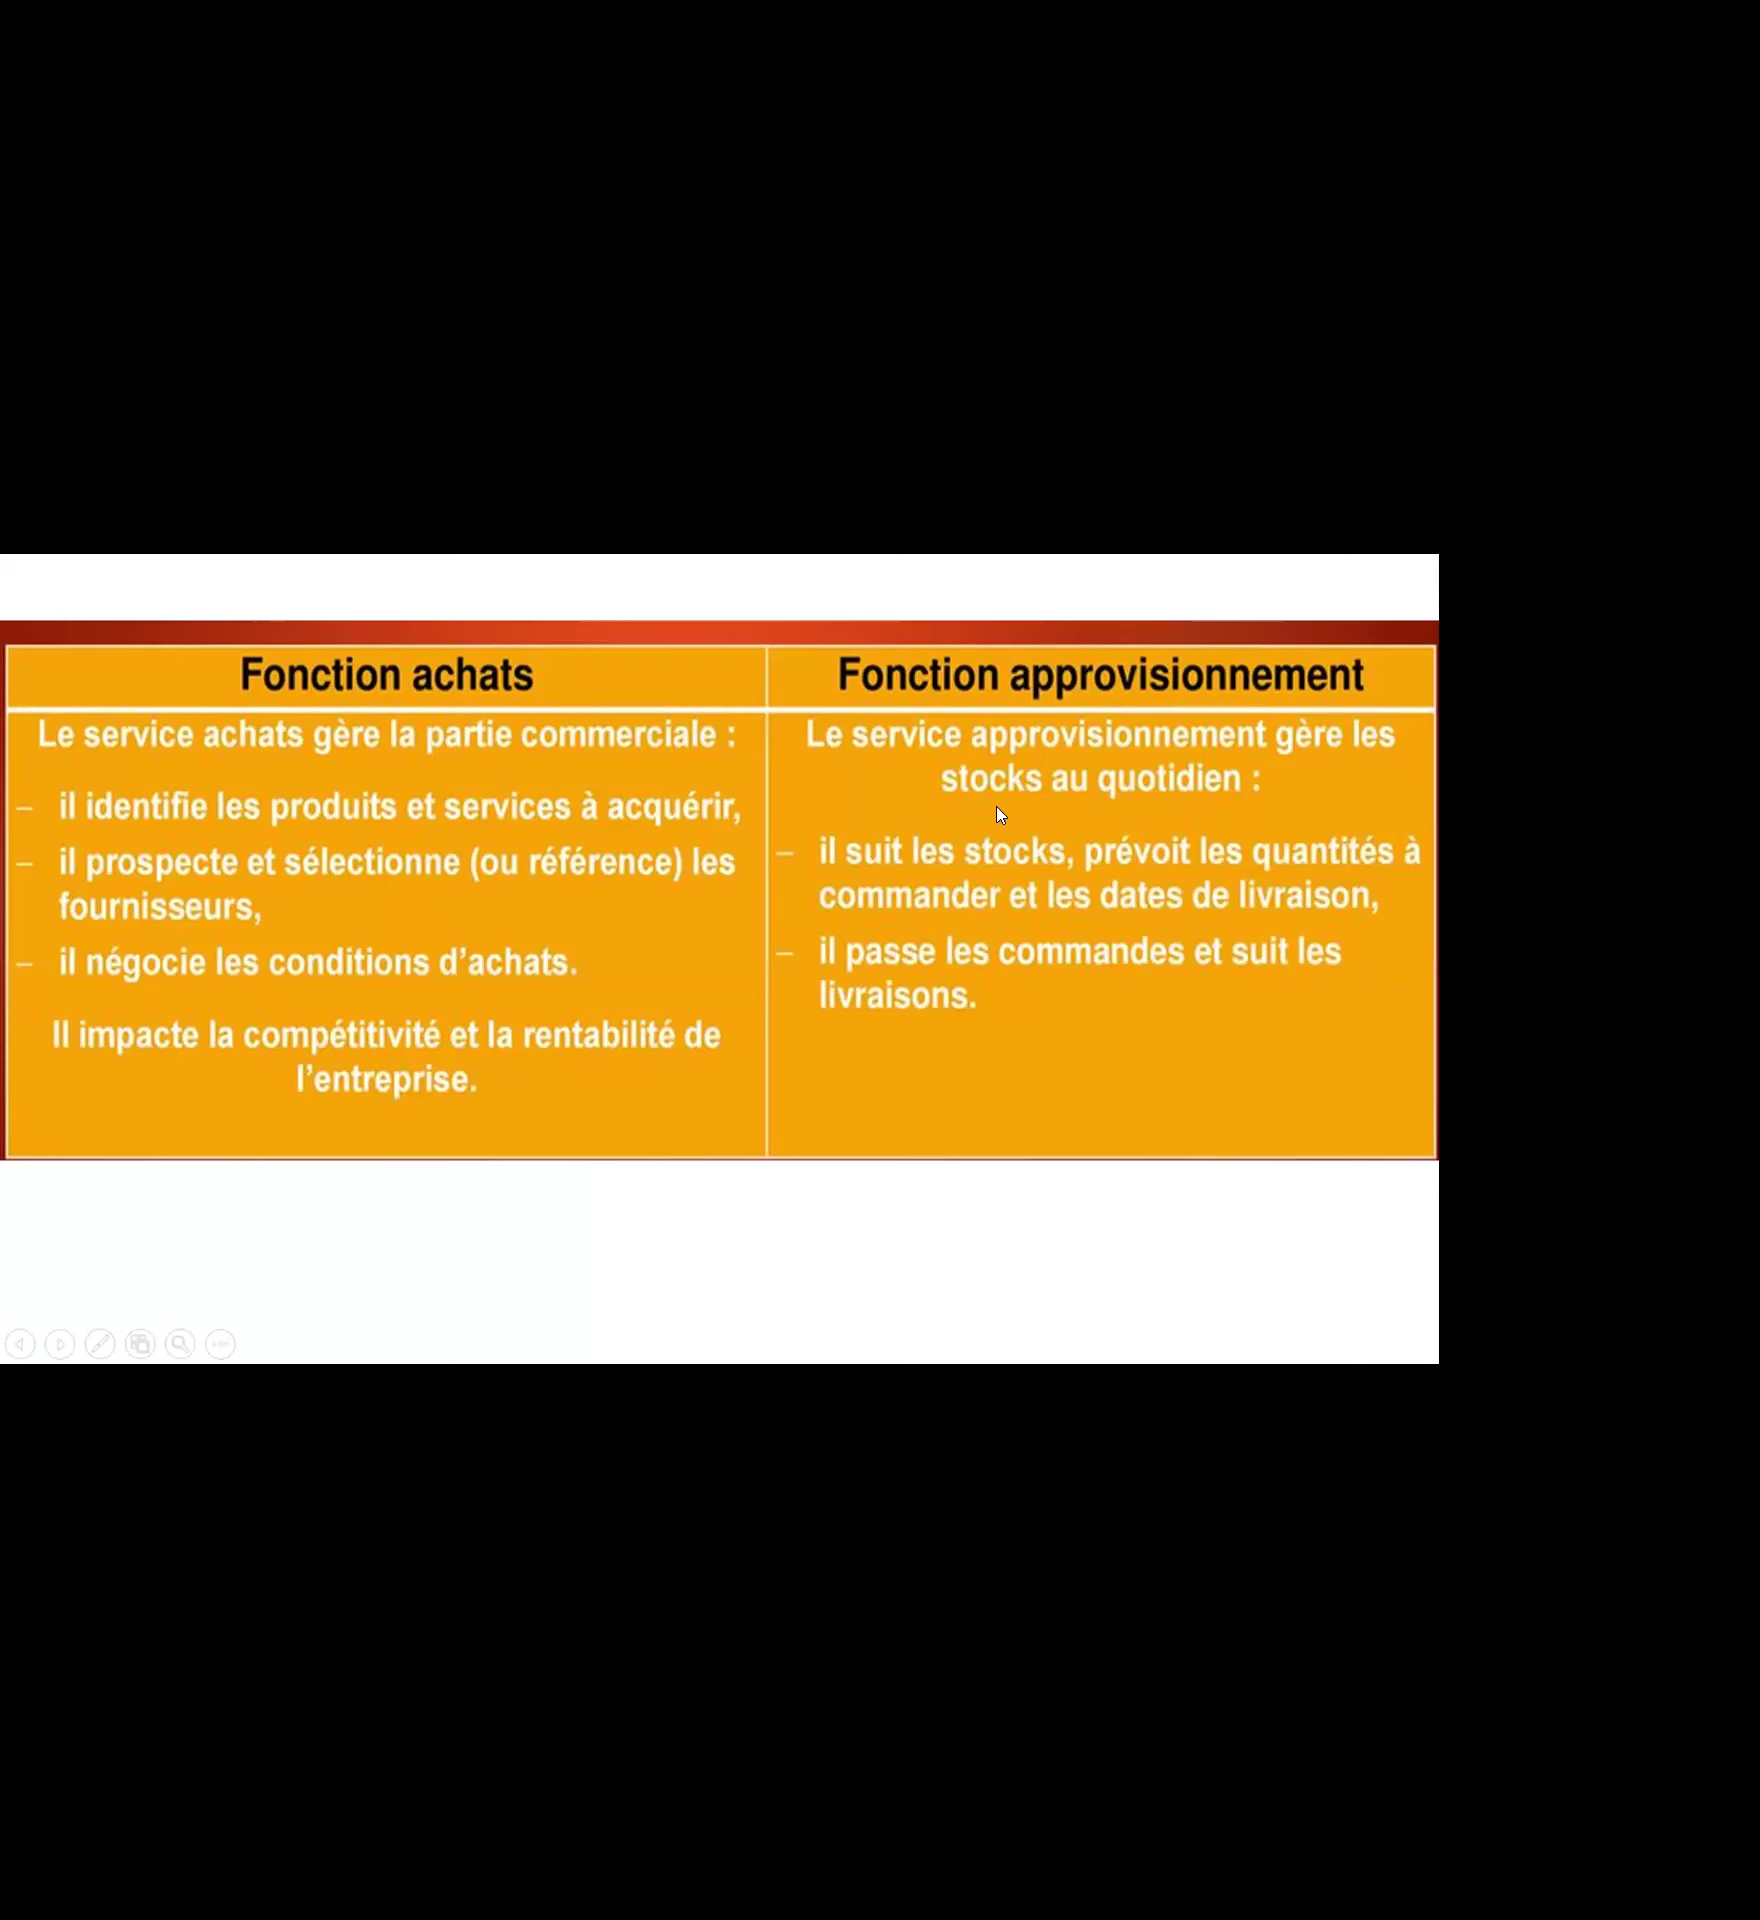 Fonction achats
Le service achats gère la partie commerciale :
– il identifie les produits et services à acquérir,
– il prospecte et sélectionne (ou référence) les
fournisseurs,
– il négocie les conditions d’achats.
Il impacte la compétitivité et la rentabilité de
l’entreprise.
Fonction approvisionnement
Le service approvisionnement gère les
stocks au quotidien :
– il suit les stocks, prévoit les quantités à
commander et les dates de livraison,
– il passe les commandes et suit les
livraisons.